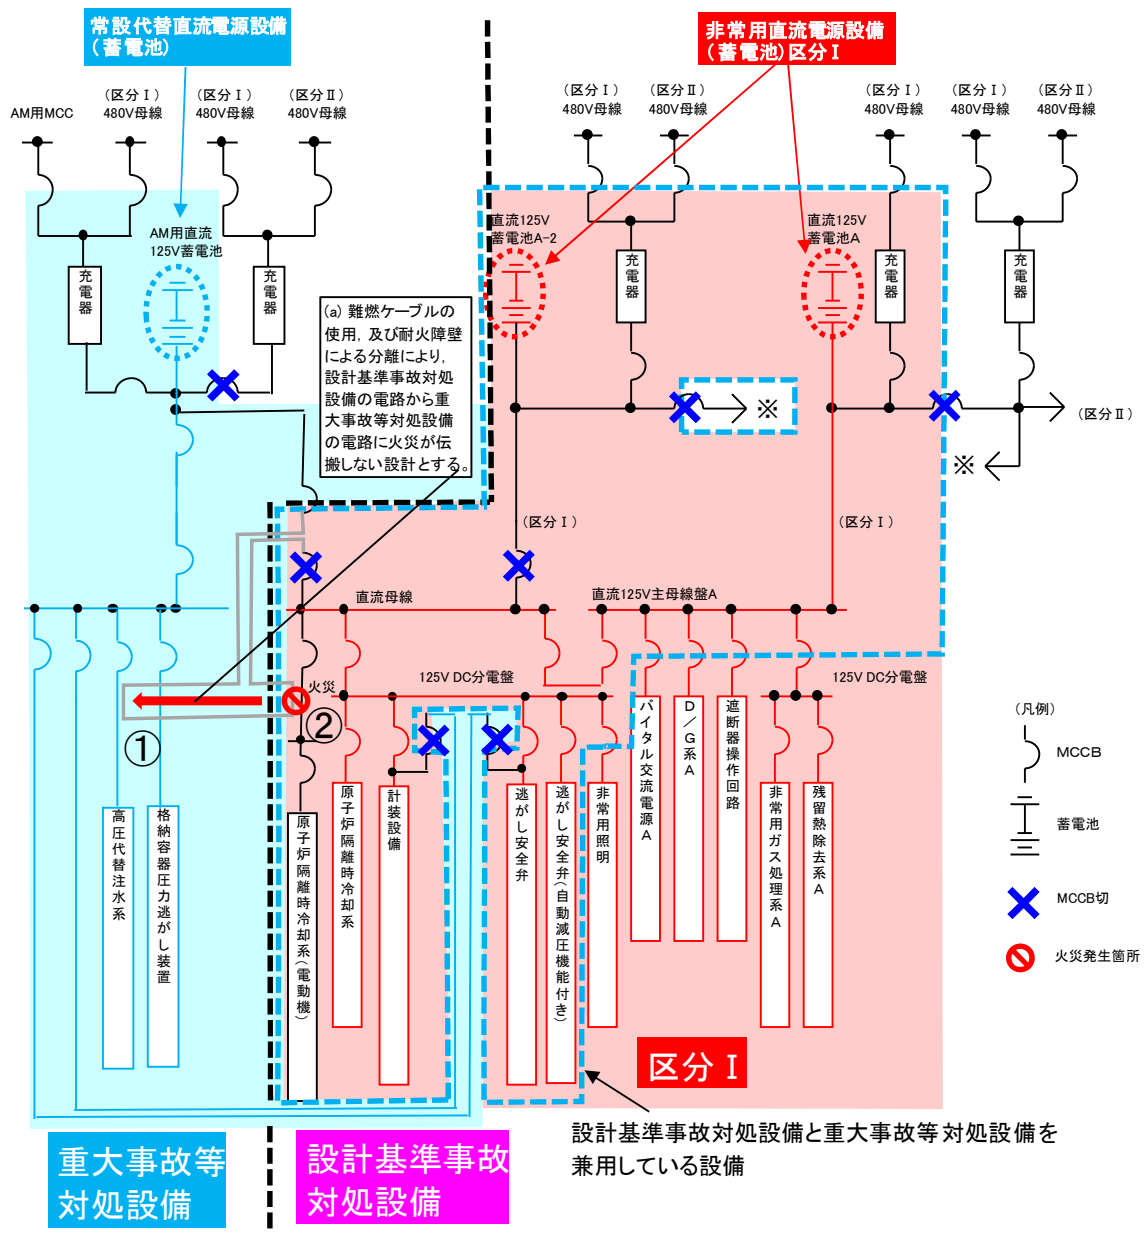 常設代替直流電源設備
(蓄電池)
非常用直流電源設備
(蓄電池)区分Ⅰ
AM用MCC
(区分Ⅰ)
480V母線
(区分Ⅰ)
480V母線
(区分Ⅱ)
480V母線
(区分Ⅰ)
480V母線
(区分Ⅱ)
480V母線
(区分Ⅰ)
480V母線
(区分Ⅰ)
480V母線
(区分Ⅱ)
480V母線
AM用直流
125V蓄電池
直流125V
蓄電池A-2
直流125V
蓄電池A
充電器
充電器
充電器
充電器
充電器
(a) 難燃ケーブルの
使用, 及び耐火障壁
による分離により,
設計基準事故対処
設備の電路から重
大事故等対処設備
の電路に火災が伝
搬しない設計とする。
※
(区分Ⅱ)
※
(区分Ⅰ)
(区分Ⅰ)
直流母線
直流125V主母線盤A
125V DC分電盤
125V DC分電盤
火災
①
②
高圧代替注水系
格納容器圧力逃がし装置
原子炉隔離時冷却系(電動機)
原子炉隔離時冷却系
計装設備
逃がし安全弁
逃がし安全弁(自動減圧機能付き)
非常用照明
バイタル交流電源A
D/G系A
遮断器操作回路
非常用ガス処理系A
残留熱除去系A
(凡例)
MCCB
蓄電池
MCCB切
火災発生箇所
区分Ⅰ
設計基準事故対処設備と重大事故等対処設備を
兼用している設備
重大事故等
対処設備
設計基準事故
対処設備